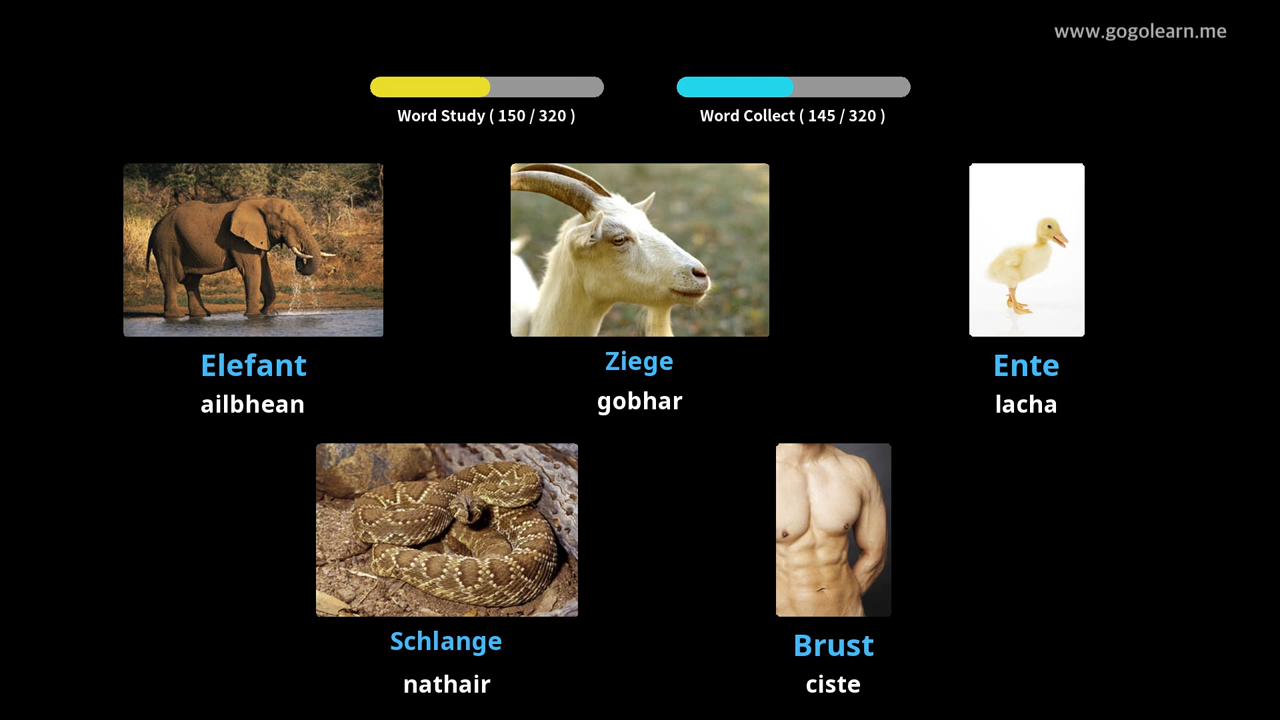 www.gogolearn.me
Word Study ( 150 / 320 )
Word Collect ( 145 / 320 )
Elefant
ailbhean
Ziege
gobhar
Ente
lacha
Schlange
nathair
Brust
ciste